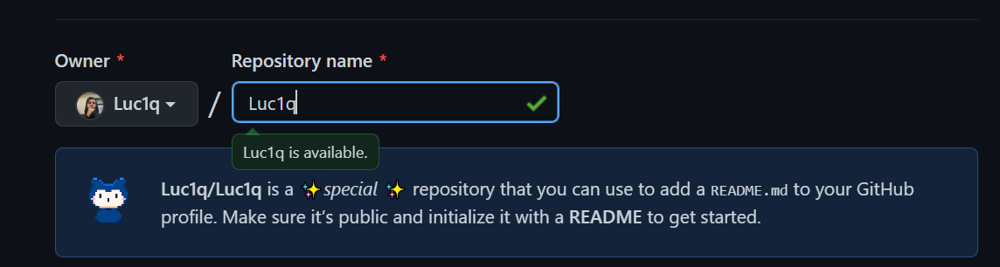 Owner * Repository name *
Luc1q / Luc1q
Luc1q is available.
Luc1q/Luc1q is a ✨special ✨ repository that you can use to add a README.md to your GitHub
profile. Make sure it’s public and initialize it with a README to get started.